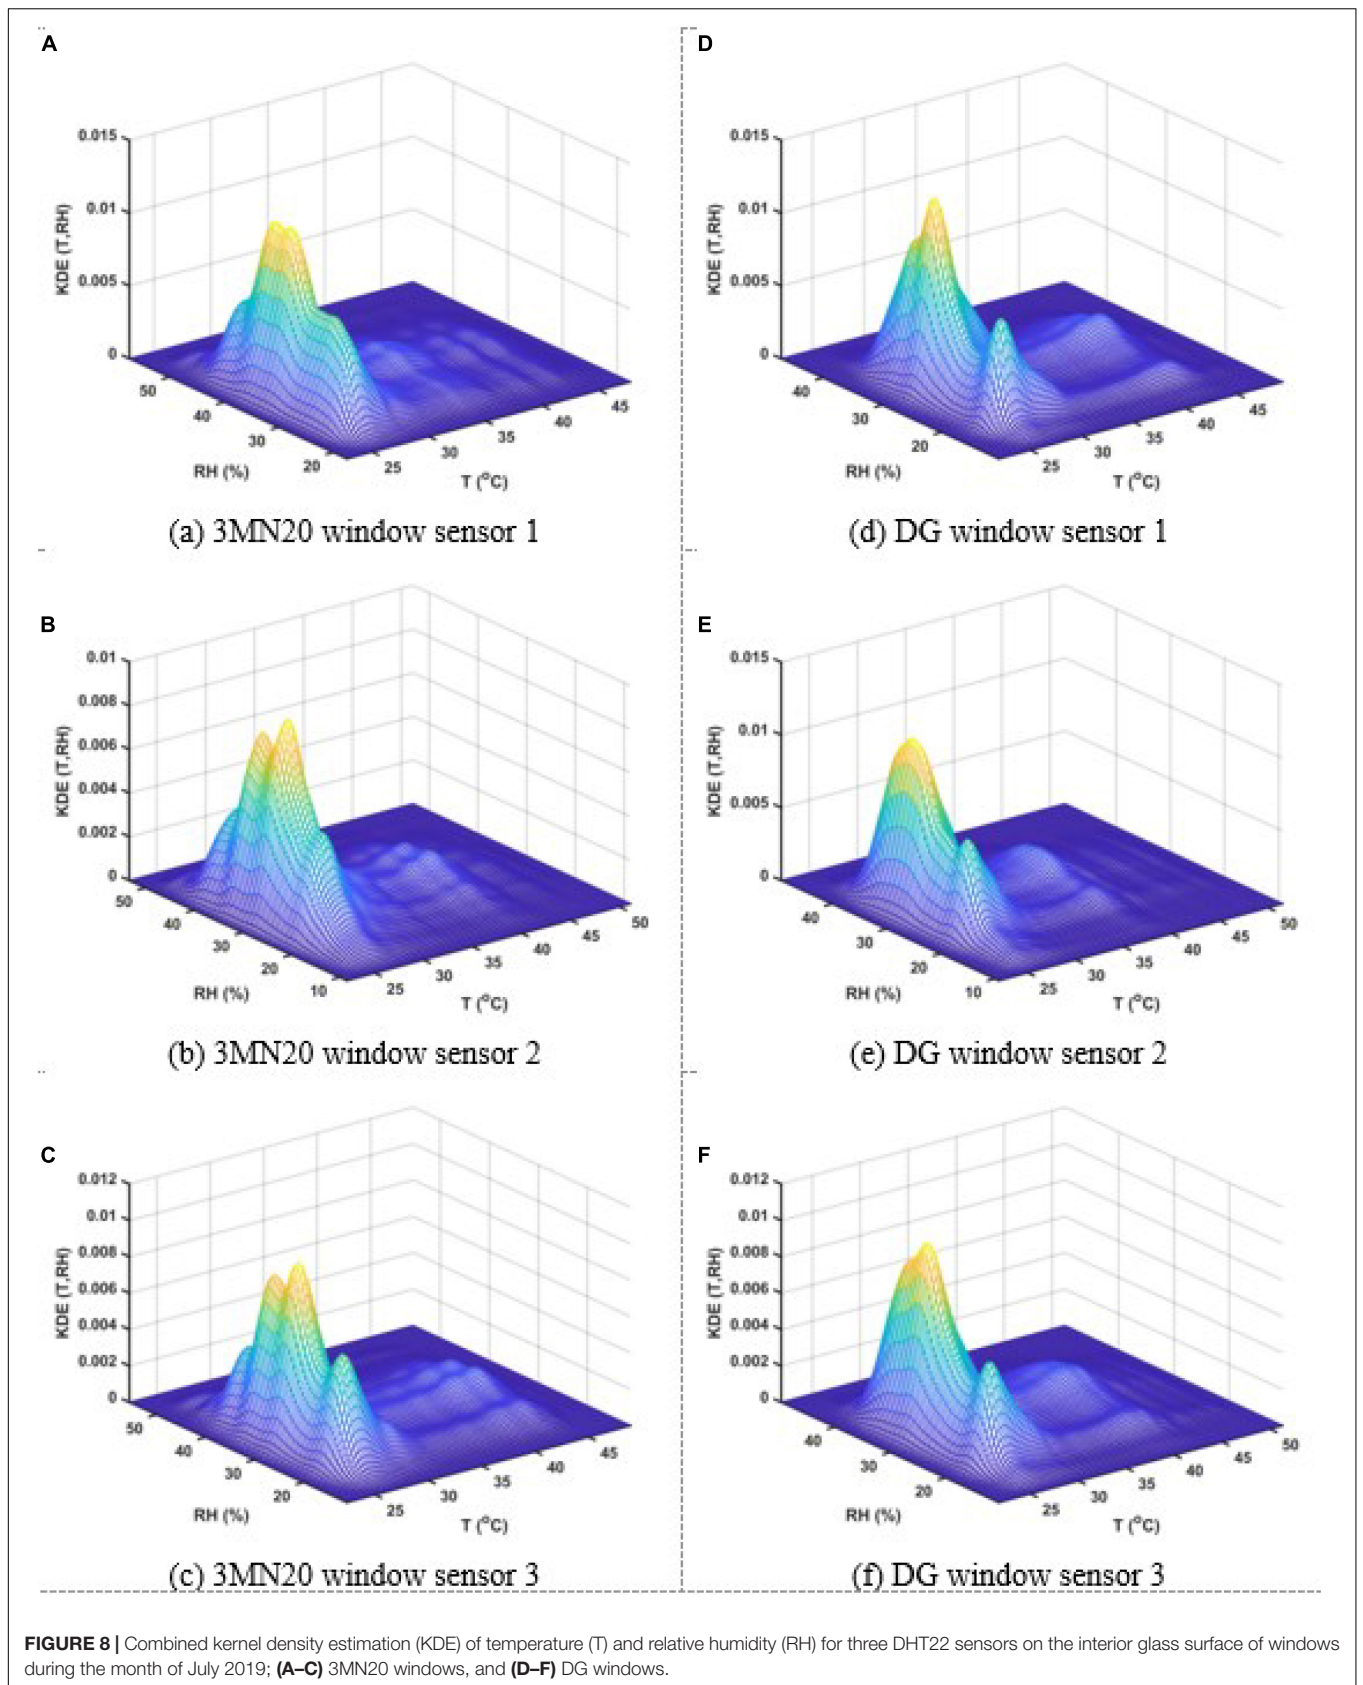 A
0.015
0.01
0.005
0
KDE (T,RH)
50
40
30
20
RH (%)
25
30
35
40
45
T (°C)
(a) 3MN20 window sensor 1
D
0.015
0.01
0.005
0
KDE (T,RH)
40
30
20
RH (%)
25
30
35
40
45
T (°C)
(d) DG window sensor 1
B
0.01
0.008
0.006
0.004
0.002
0
KDE (T,RH)
50
40
30
20
10
RH (%)
25
30
35
40
45
50
T (°C)
(b) 3MN20 window sensor 2
E
0.015
0.01
0.005
0
KDE (T,RH)
40
30
20
10
RH (%)
25
30
35
40
45
50
T (°C)
(e) DG window sensor 2
C
0.012
0.01
0.008
0.006
0.004
0.002
0
KDE (T,RH)
50
40
30
20
RH (%)
25
30
35
40
45
T (°C)
(c) 3MN20 window sensor 3
F
0.012
0.01
0.008
0.006
0.004
0.002
0
KDE (T,RH)
40
30
20
RH (%)
25
30
35
40
45
50
T (°C)
(f) DG window sensor 3
FIGURE 8 | Combined kernel density estimation (KDE) of temperature (T) and relative humidity (RH) for three DHT22 sensors on the interior glass surface of windows
during the month of July 2019; (A–C) 3MN20 windows, and (D–F) DG windows.